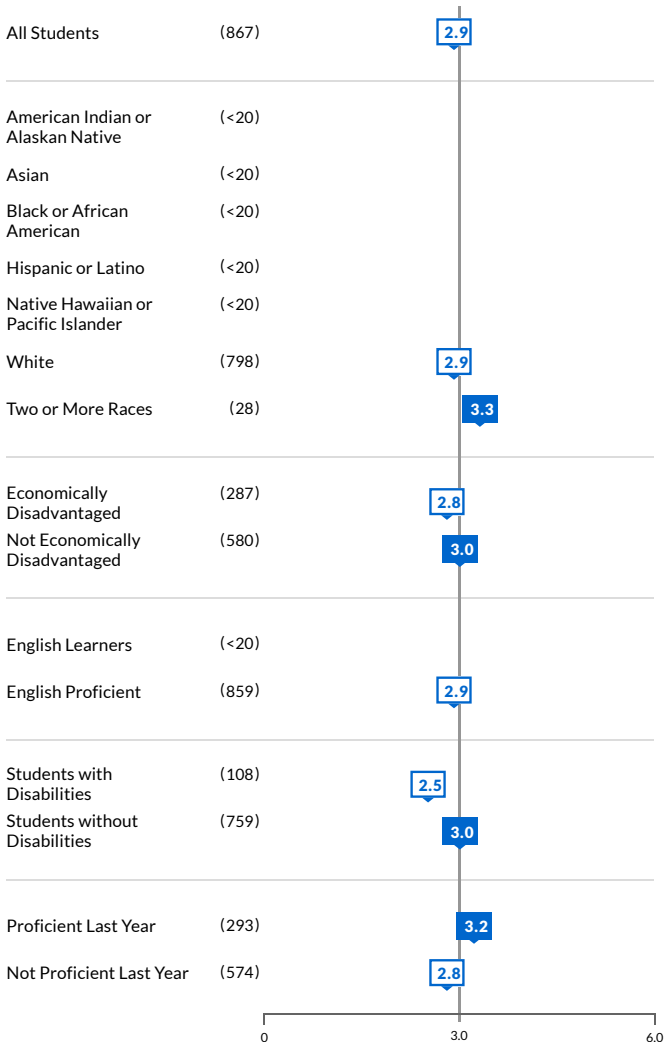 All Students (867) 2.9
American Indian or (<20)
Alaskan Native
Asian (<20)
Black or African (<20)
American
Hispanic or Latino (<20)
Native Hawaiian or (<20)
Pacific Islander
White (798) 2.9
Two or More Races (28) 3.3
Economically (287) 2.8
Disadvantaged
Not Economically (580) 3.0
Disadvantaged
English Learners (<20)
English Proficient (859) 2.9
Students with (108) 2.5
Disabilities
Students without (759) 3.0
Disabilities
Proficient Last Year (293) 3.2
Not Proficient Last Year (574) 2.8
0 3.0 6.0